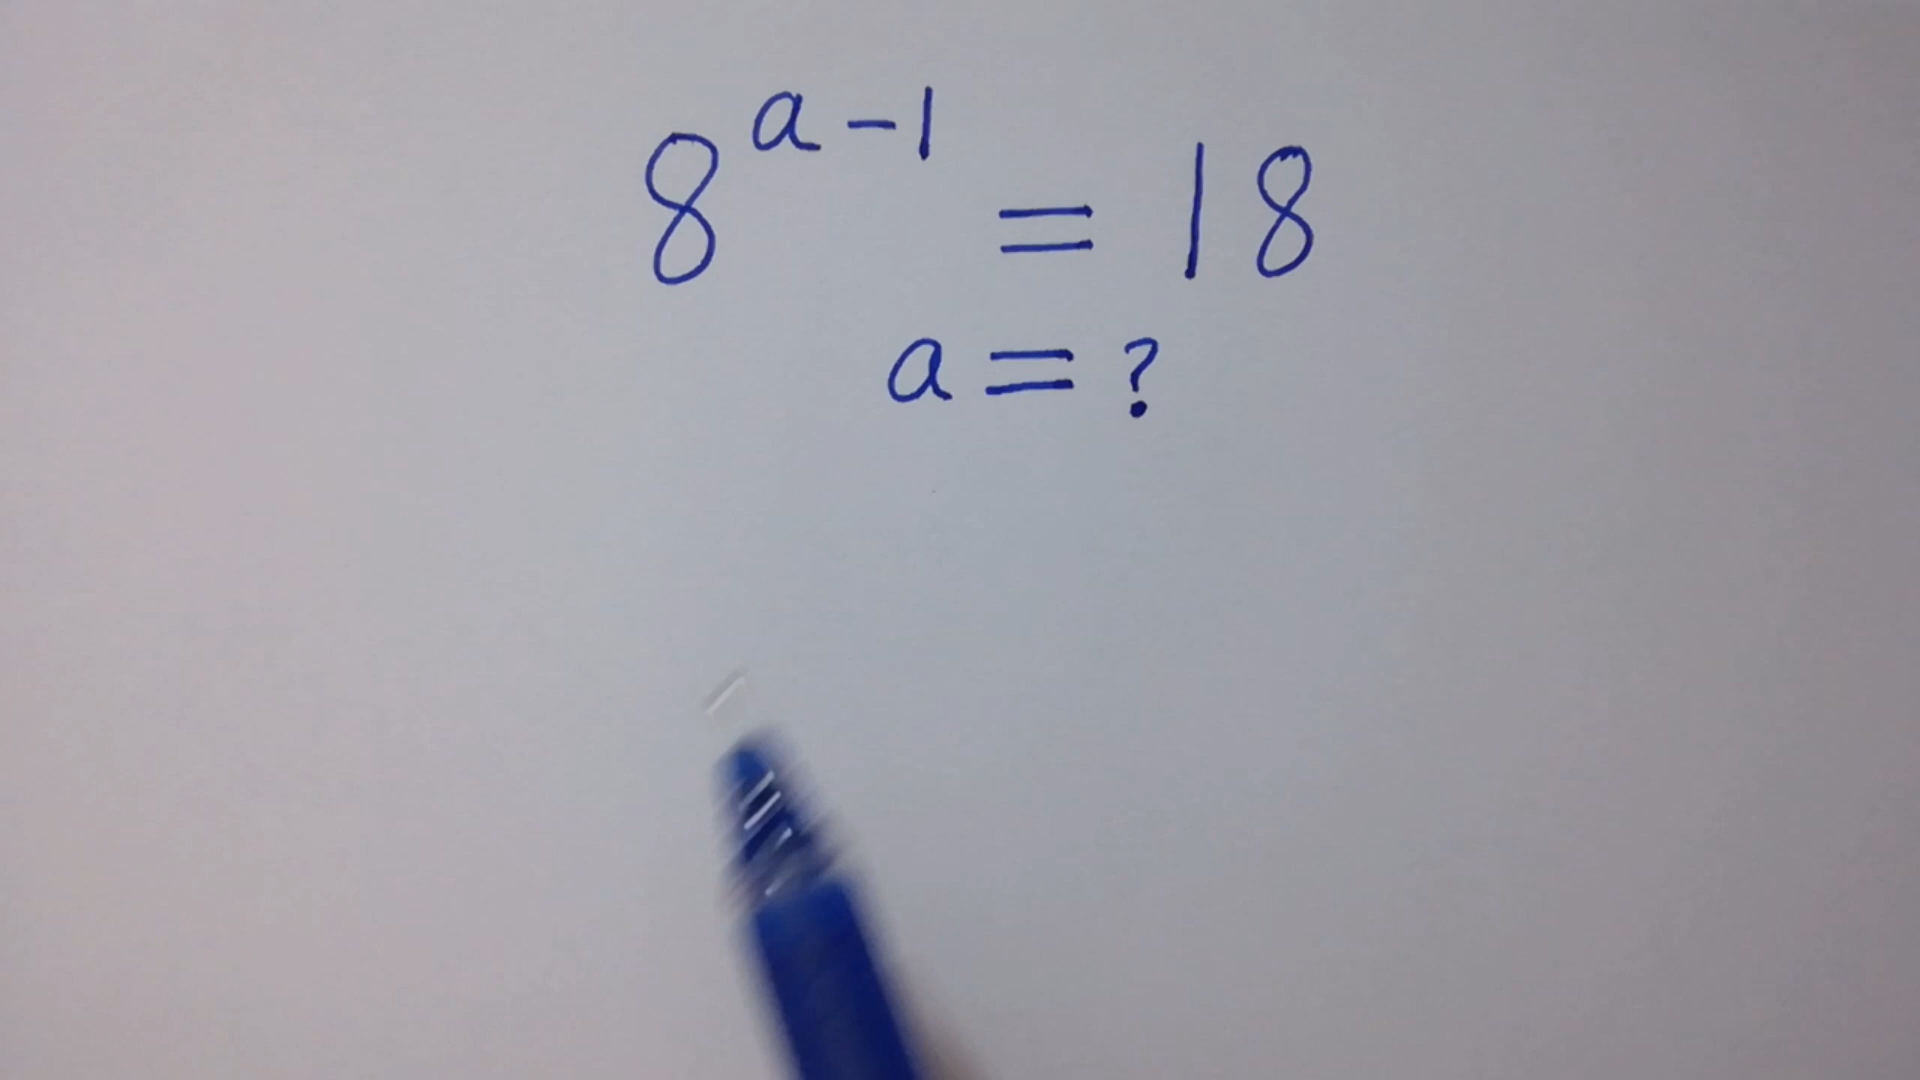 8^{a-1} = 18
a = ?